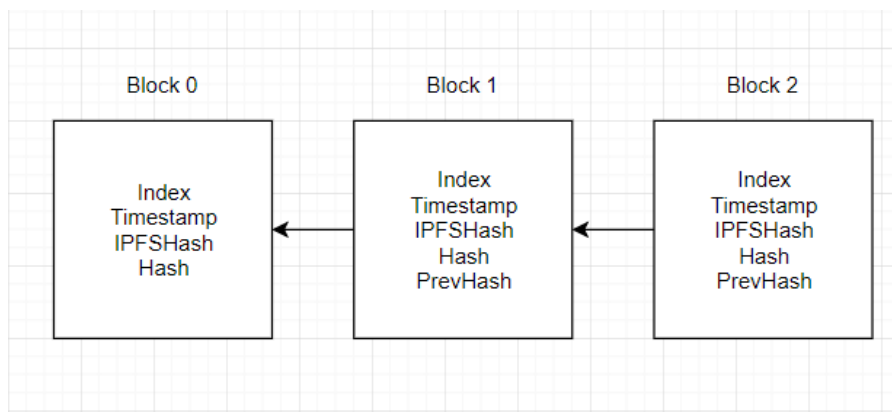 Block 0
Block 1
Block 2
Index
Timestamp
IPFSHash
Hash
Index
Timestamp
IPFSHash
Hash
PrevHash
Index
Timestamp
IPFSHash
Hash
PrevHash